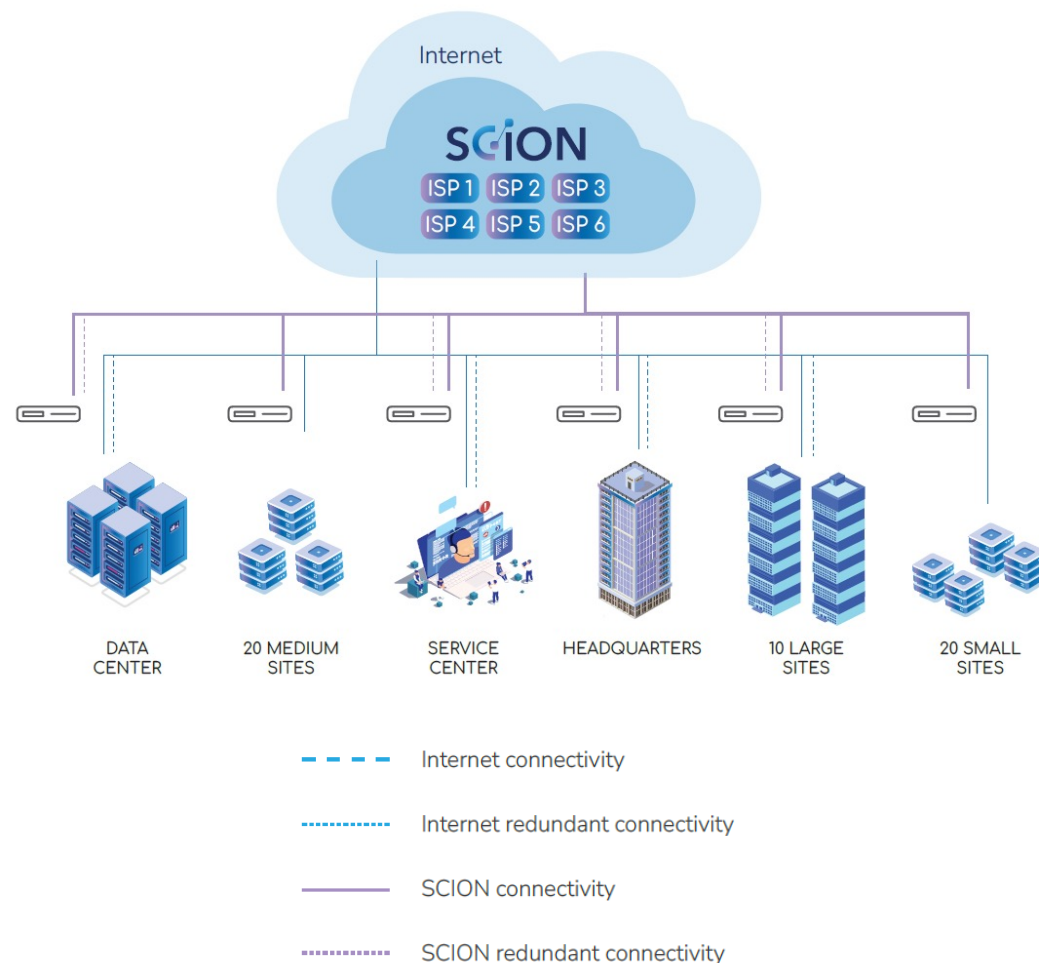 Internet
SCiON
ISP 1 ISP 2 ISP 3
ISP 4 ISP 5 ISP 6
DATA
CENTER
20 MEDIUM
SITES
SERVICE
CENTER
HEADQUARTERS
10 LARGE
SITES
20 SMALL
SITES
Internet connectivity
Internet redundant connectivity
SCION connectivity
SCION redundant connectivity